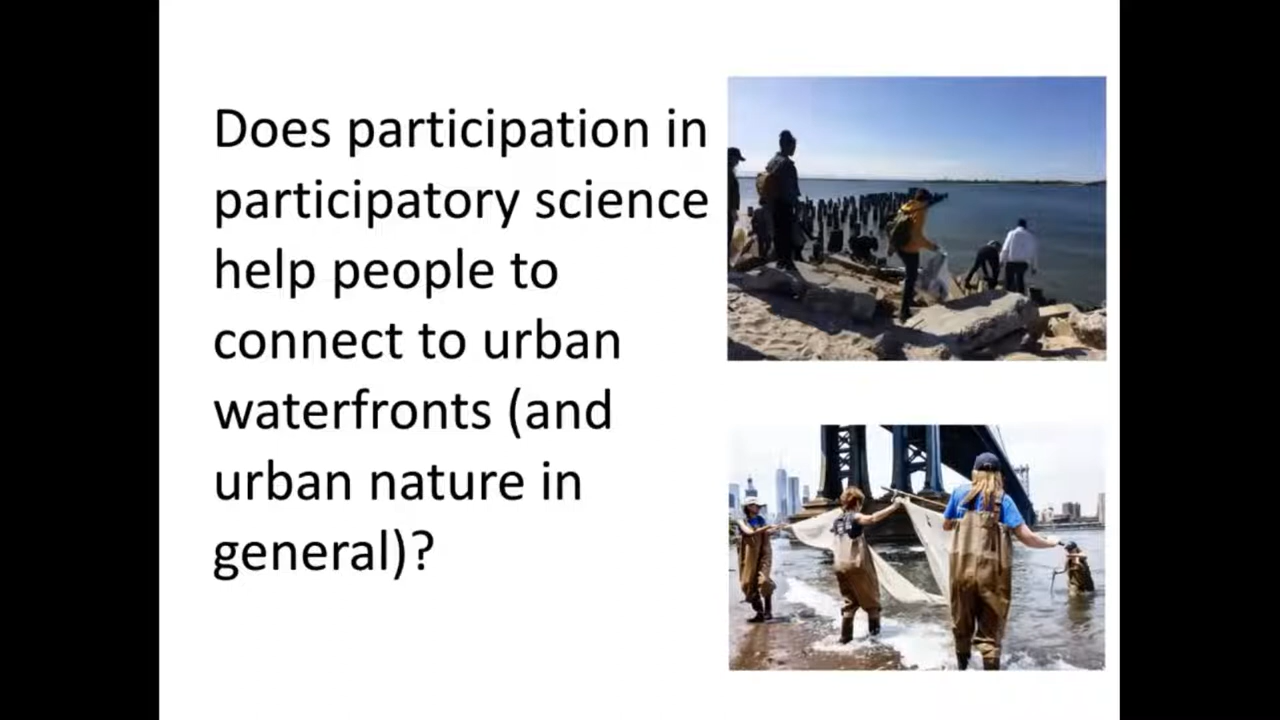 Does participation in
participatory science
help people to
connect to urban
waterfronts (and
urban nature in
general)?